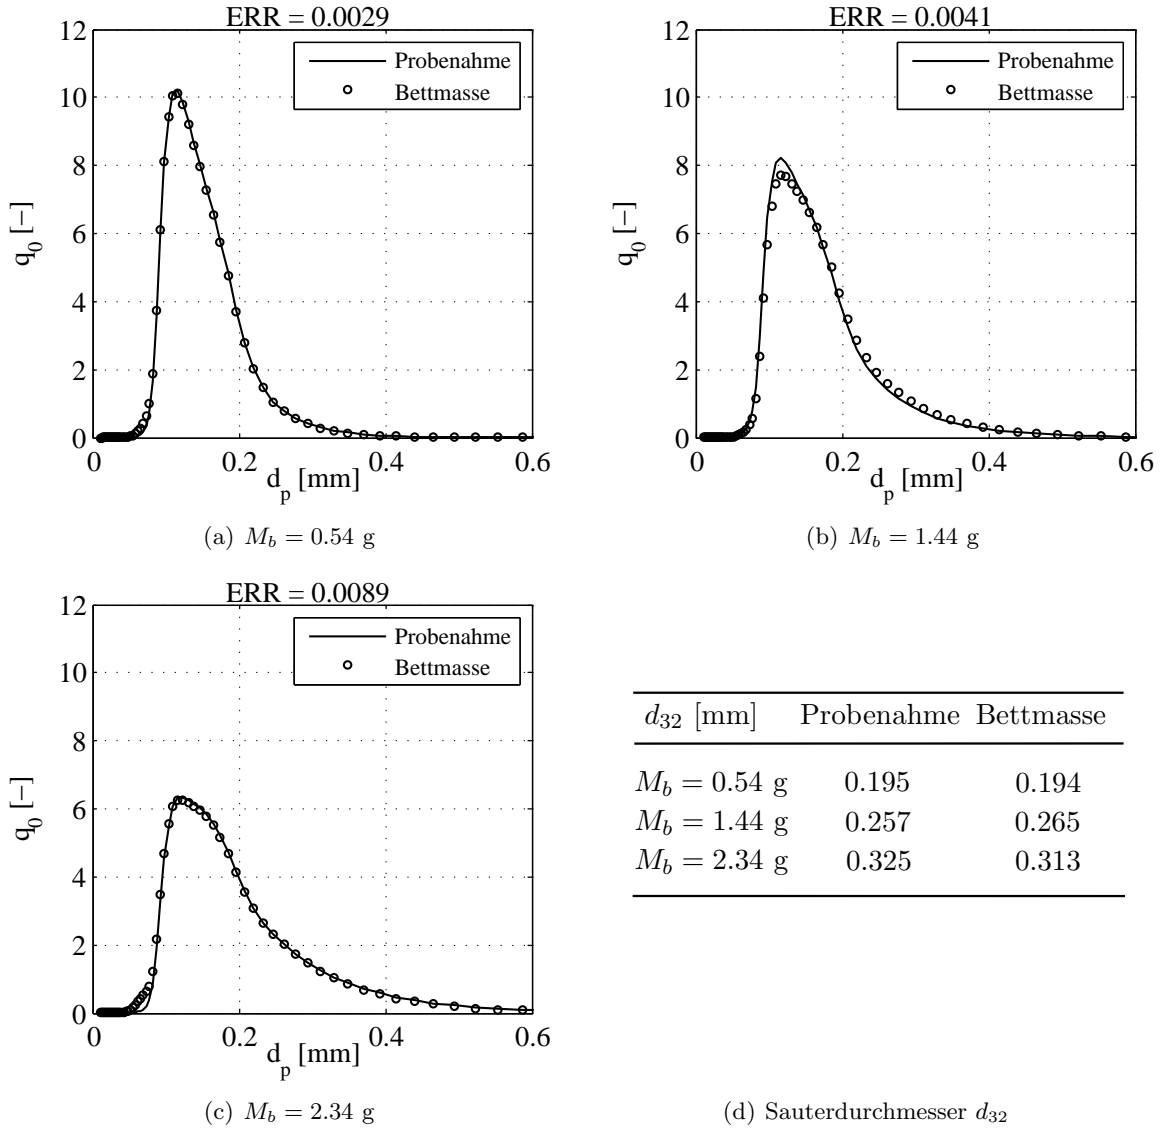 ERR = 0.0029
12
10
8
6
4
2
0
q0 [−]
Probenahme
Bettmasse
0 0.2 0.4 0.6
dp [mm]
(a) Mb = 0.54 g
ERR = 0.0041
12
10
8
6
4
2
0
q0 [−]
Probenahme
Bettmasse
0 0.2 0.4 0.6
dp [mm]
(b) Mb = 1.44 g
ERR = 0.0089
12
10
8
6
4
2
0
q0 [−]
Probenahme
Bettmasse
0 0.2 0.4 0.6
dp [mm]
(c) Mb = 2.34 g
d32 [mm] Probenahme Bettmasse
Mb = 0.54 g 0.195 0.194
Mb = 1.44 g 0.257 0.265
Mb = 2.34 g 0.325 0.313
(d) Sauterdurchmesser d32